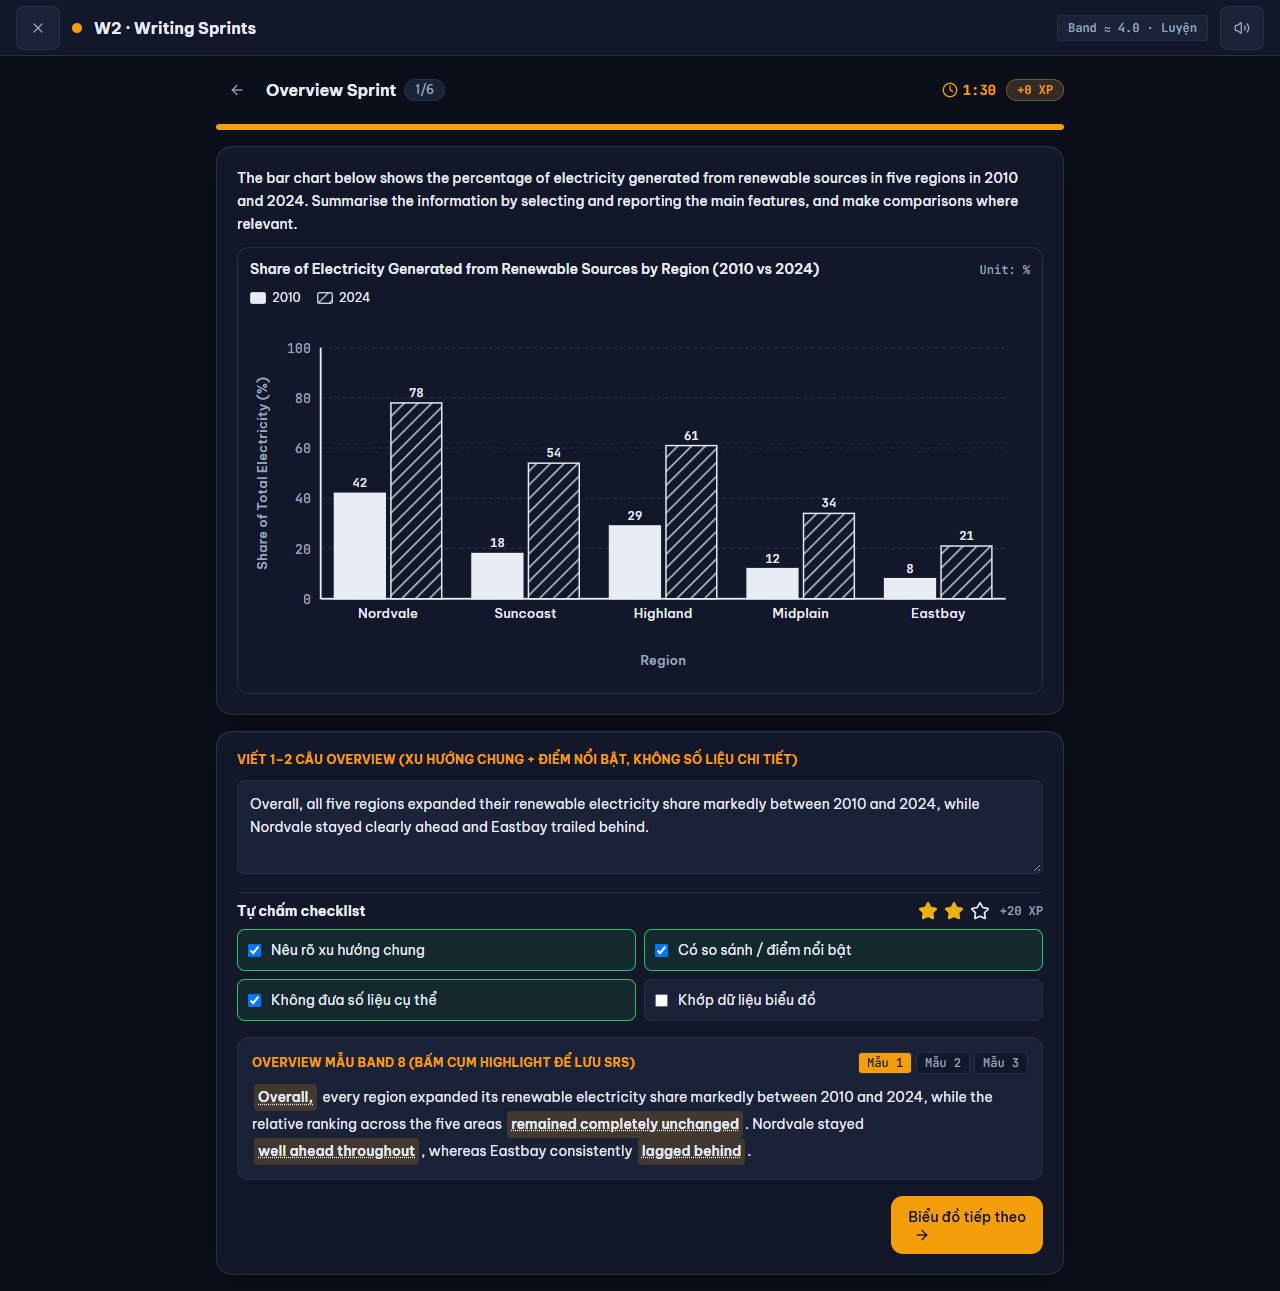 W2 · Writing Sprints
Band ≈ 4.0 · Luyện
Overview Sprint
1/6
1:30
+0 XP
The bar chart below shows the percentage of electricity generated from renewable sources in five regions in 2010
and 2024. Summarise the information by selecting and reporting the main features, and make comparisons where
relevant.
Share of Electricity Generated from Renewable Sources by Region (2010 vs 2024)
Unit: %
2010
2024
Share of Total Electricity (%)
100
80
60
40
20
0
42
78
18
54
29
61
12
34
8
21
Nordvale
Suncoast
Highland
Midplain
Eastbay
Region
VIẾT 1–2 CÂU OVERVIEW (XU HƯỚNG CHUNG + ĐIỂM NỔI BẬT, KHÔNG SỐ LIỆU CHI TIẾT)
Overall, all five regions expanded their renewable electricity share markedly between 2010 and 2024, while
Nordvale stayed clearly ahead and Eastbay trailed behind.
Tự chấm checklist
+20 XP
Nêu rõ xu hướng chung
Có so sánh / điểm nổi bật
Không đưa số liệu cụ thể
Khớp dữ liệu biểu đồ
OVERVIEW MẪU BAND 8 (BẤM CỤM HIGHLIGHT ĐỂ LƯU SRS)
Mẫu 1
Mẫu 2
Mẫu 3
Overall, every region expanded its renewable electricity share markedly between 2010 and 2024, while the
relative ranking across the five areas remained completely unchanged. Nordvale stayed
well ahead throughout, whereas Eastbay consistently lagged behind.
Biểu đồ tiếp theo
→